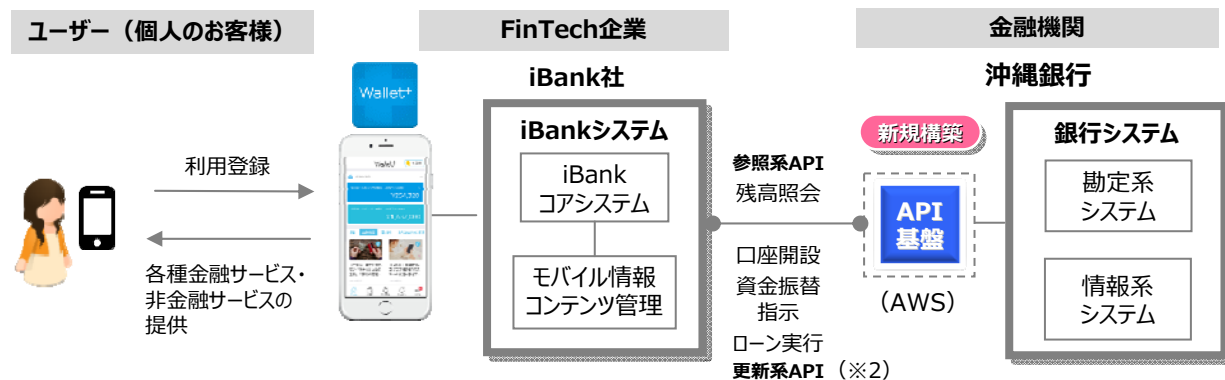 ユーザー（個人のお客様）
FinTech企業
金融機関
iBank社
沖縄銀行
Wallet+
利用登録
各種金融サービス・
非金融サービスの
提供
iBankシステム
iBank
コアシステム
モバイル情報
コンテンツ管理
参照系API
残高照会
口座開設
資金振替
指示
ローン実行
更新系API（※2）
新規構築
API
基盤
（AWS）
銀行システム
勘定系
システム
情報系
システム